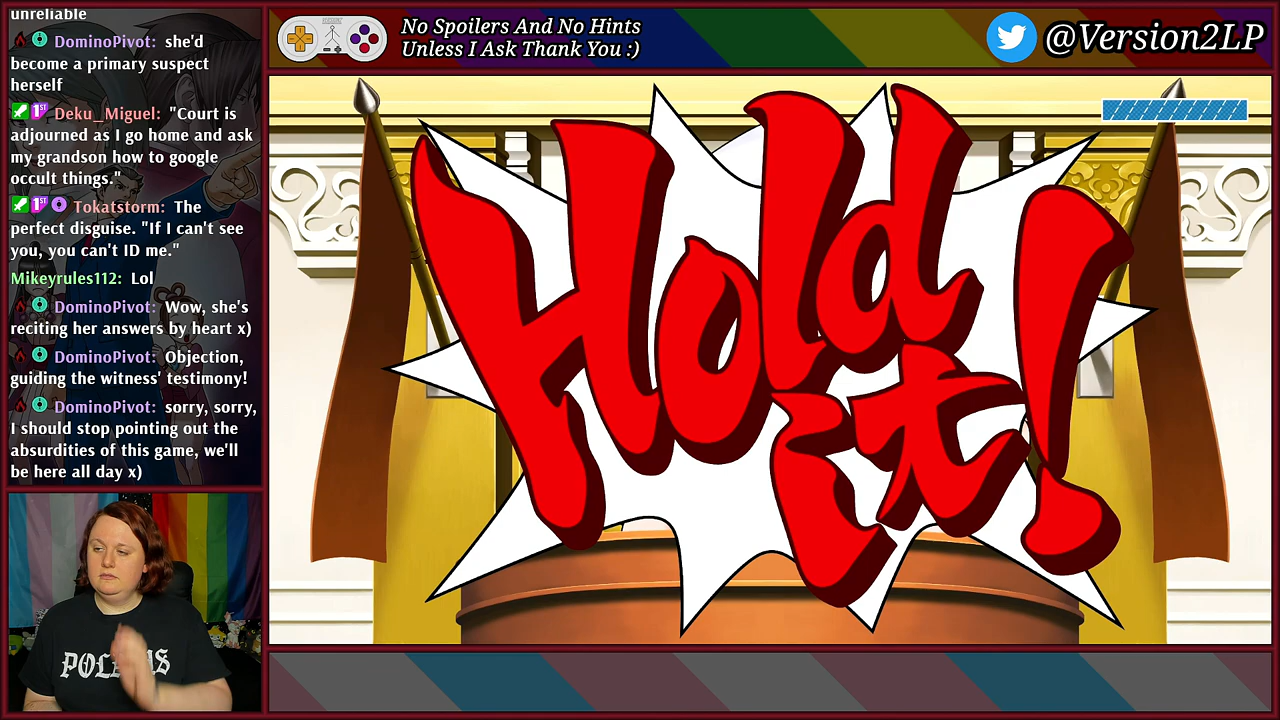 unreliable
DominoPivot: she'd
become a primary suspect
herself
1ST Deku_Miguel: "Court is
adjourned as I go home and ask
my grandson how to google
occult things."
1ST Tokatstorm: The
perfect disguise. "If I can't see
you, you can't ID me."
Mikeyrules112: Lol
DominoPivot: Wow, she's
reciting her answers by heart x)
DominoPivot: Objection,
guiding the witness' testimony!
DominoPivot: sorry, sorry,
I should stop pointing out the
absurdities of this game, we'll
be here all day x)
No Spoilers And No Hints
Unless I Ask Thank You :)
@Version2LP
Hold
it!